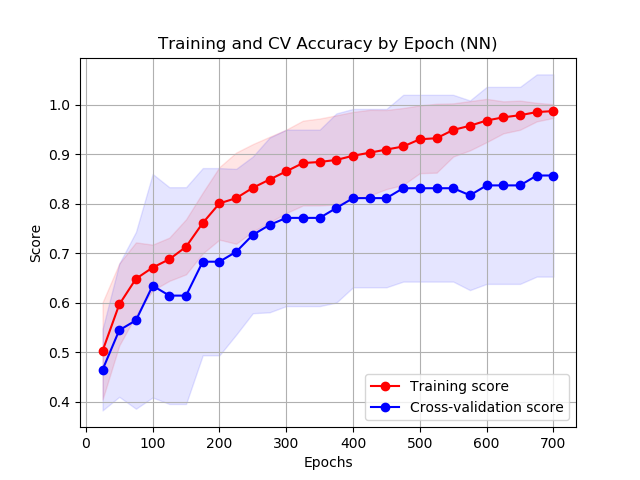 Training and CV Accuracy by Epoch (NN)
Score
1.0
0.9
0.8
0.7
0.6
0.5
0.4
Training score
Cross-validation score
0 100 200 300 400 500 600 700
Epochs